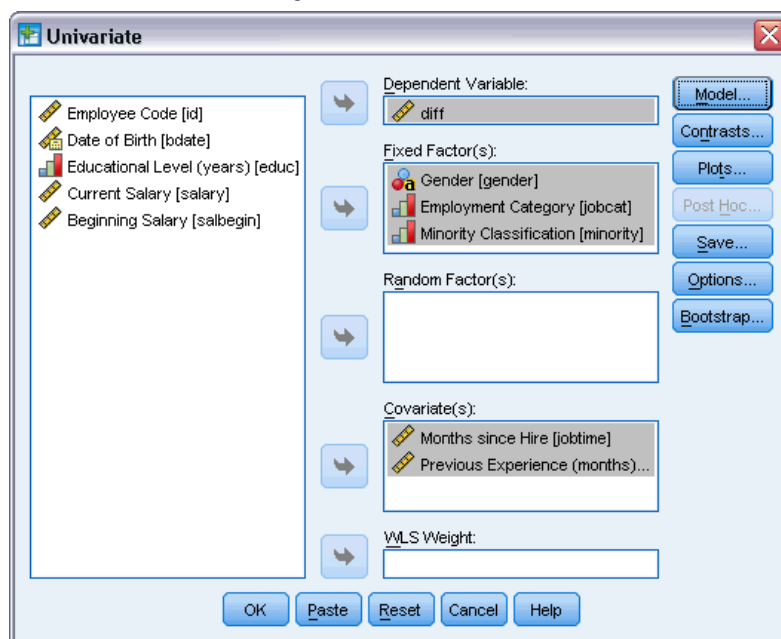 Univariate
Employee Code [id]
Date of Birth [bdate]
Educational Level (years) [educ]
Current Salary [salary]
Beginning Salary [salbegin]
Dependent Variable:
diff
Fixed Factor(s):
Gender [gender]
Employment Category [jobcat]
Minority Classification [minority]
Random Factor(s):
Covariate(s):
Months since Hire [jobtime]
Previous Experience (months)...
WLS Weight:
Model...
Contrasts...
Plots...
Post Hoc...
Save...
Options...
Bootstrap...
OK
Paste
Reset
Cancel
Help